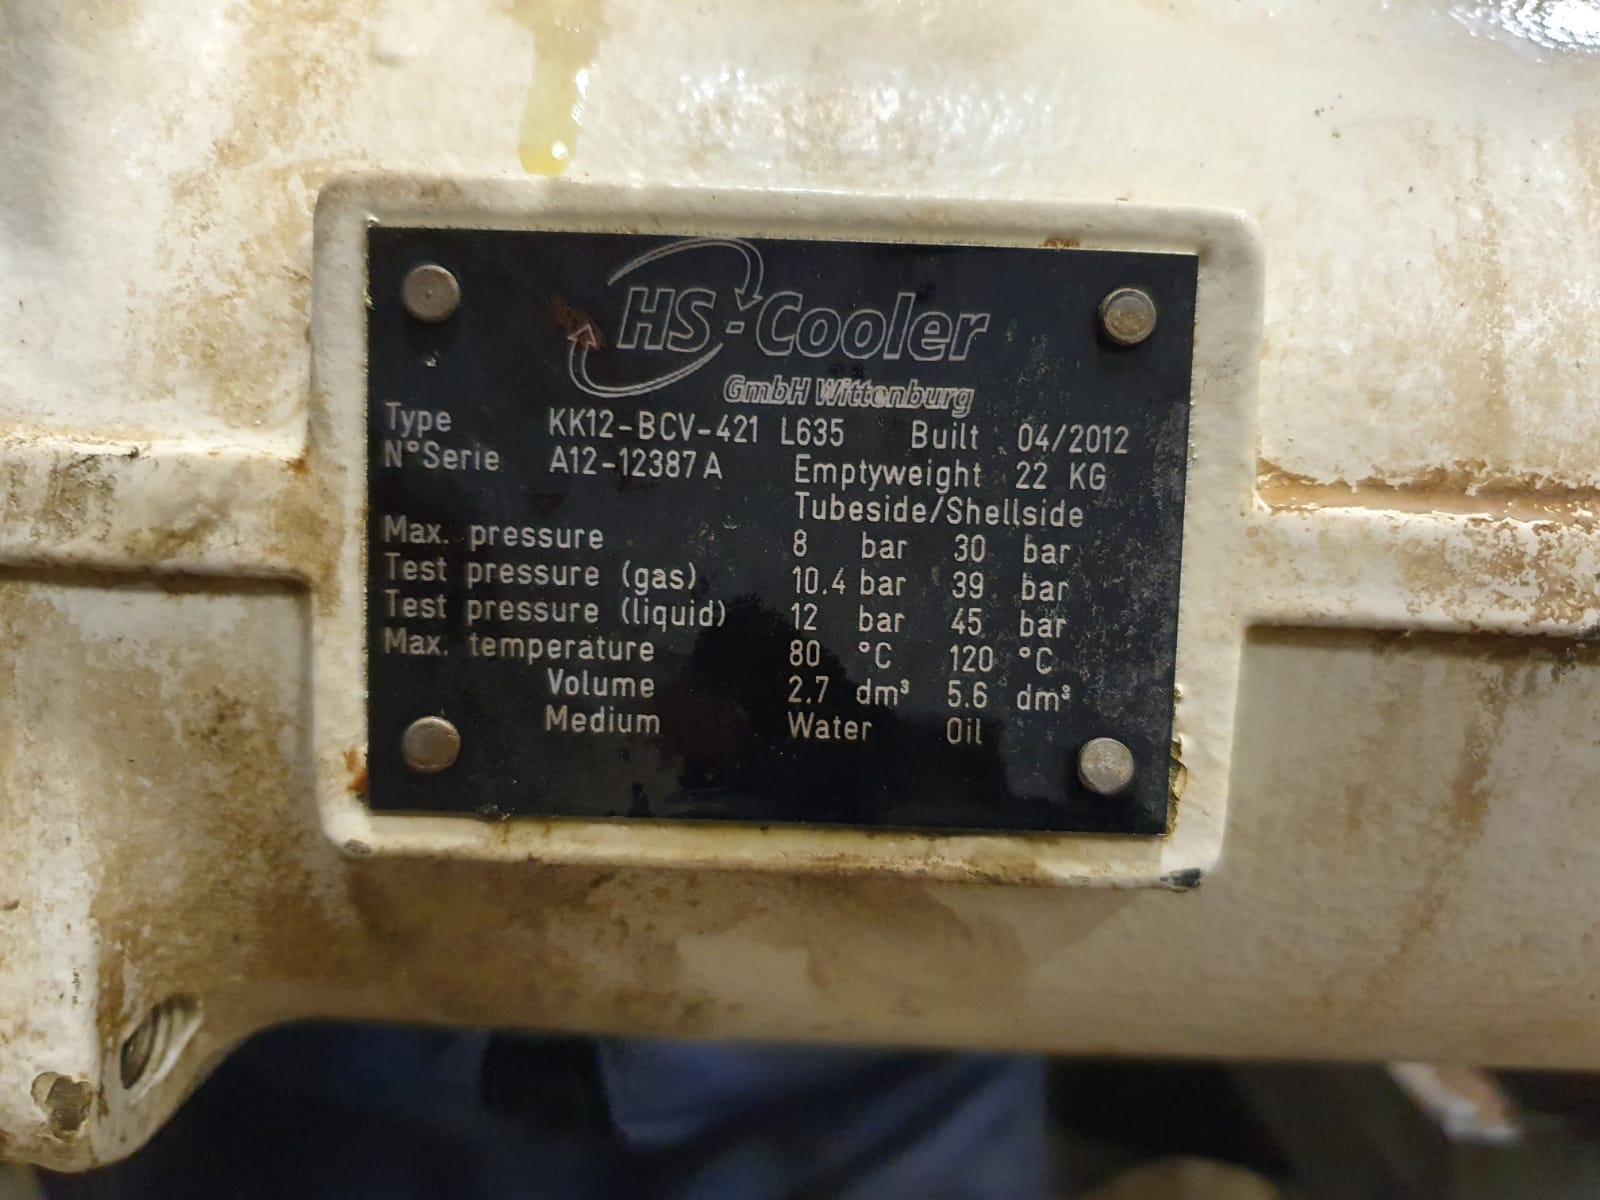 HS-Cooler
GmbH Wittenburg
Type KK12-BCV-421 L635 Built 04/2012
N°Serie A12-12387A Emptyweight 22 KG
Tubeside/Shellside
Max. pressure 8 bar 30 bar
Test pressure (gas) 10.4 bar 39 bar
Test pressure (liquid) 12 bar 45 bar
Max. temperature 80 °C 120 °C
Volume 2.7 dm³ 5.6 dm³
Medium Water Oil